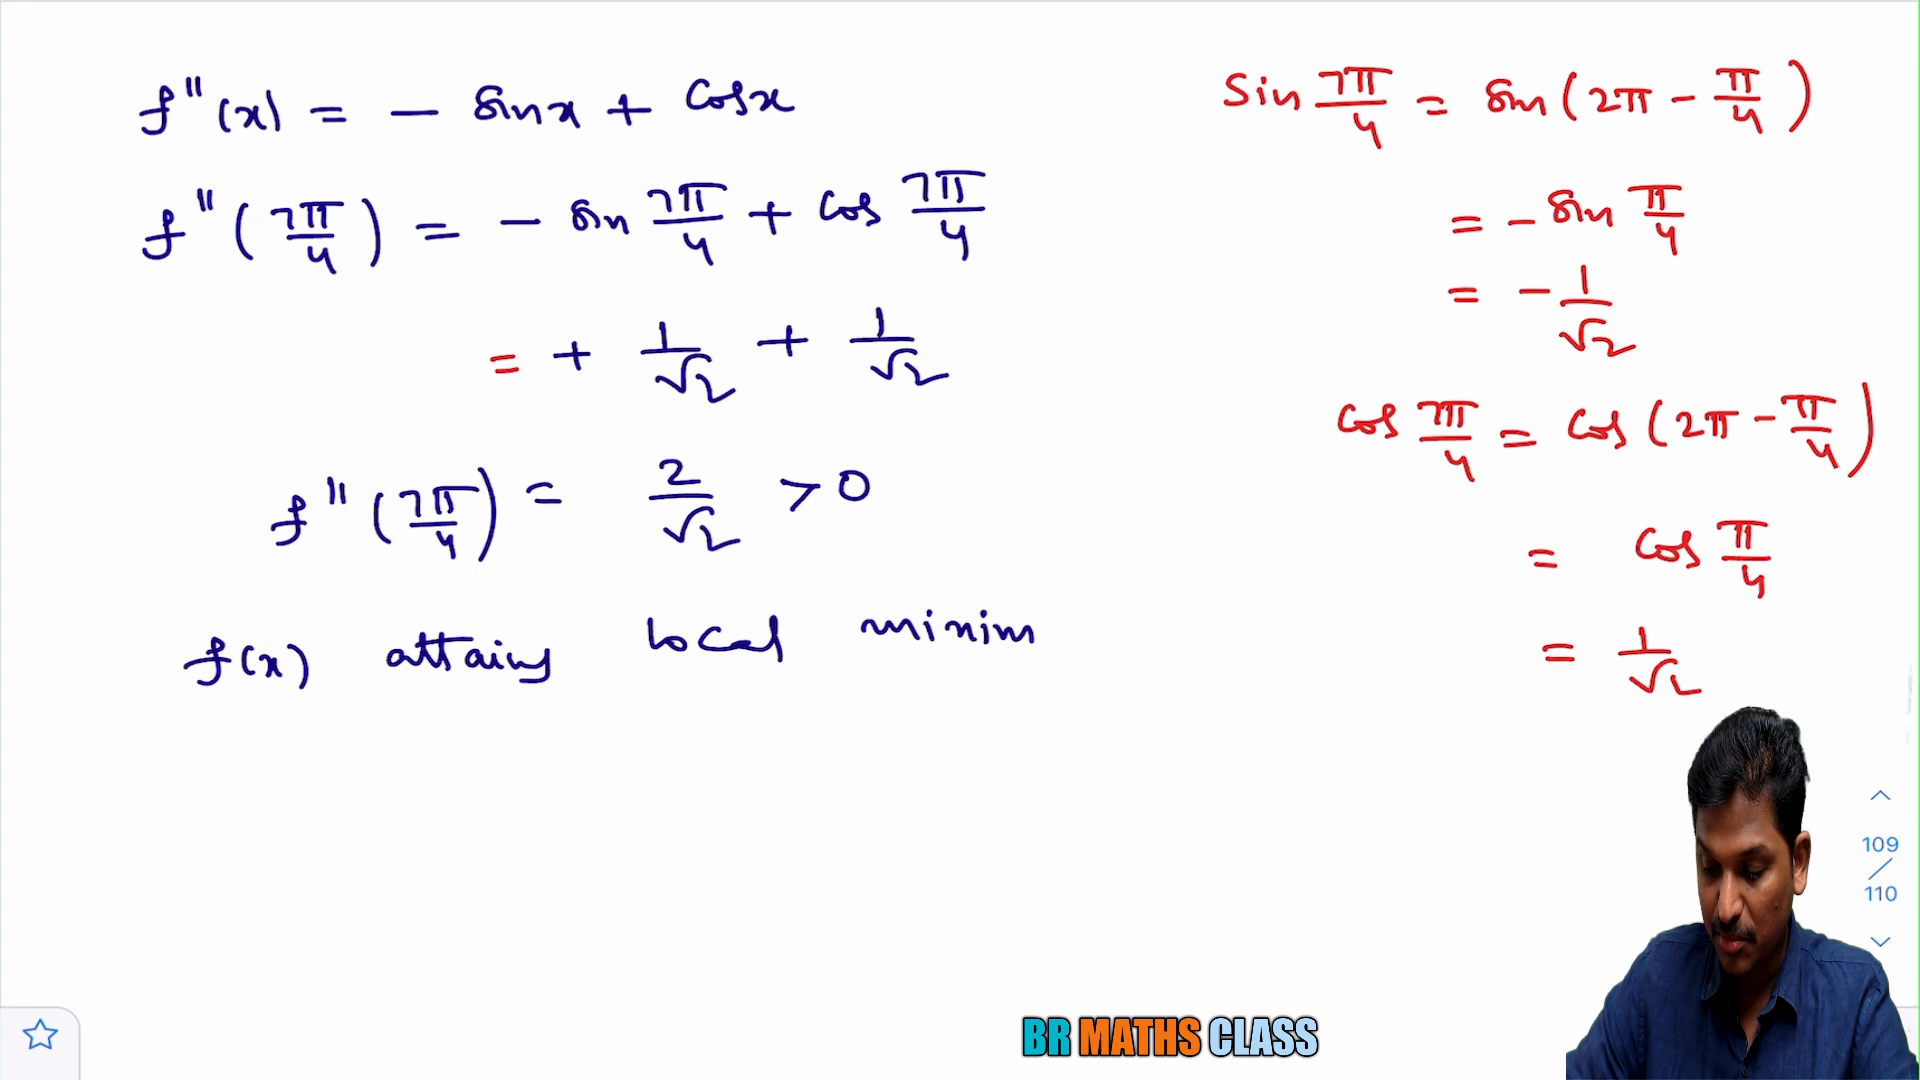 f''(x) = - sin x + cos x
f''(7π/4) = - sin 7π/4 + cos 7π/4
= + 1/√2 + 1/√2
f''(7π/4) = 2/√2 > 0
f(x) attains local minim
Sin 7π/4 = sin(2π - π/4)
= - sin π/4
= - 1/√2
cos 7π/4 = cos(2π - π/4)
= cos π/4
= 1/√2
109
/
110
BR MATHS CLASS